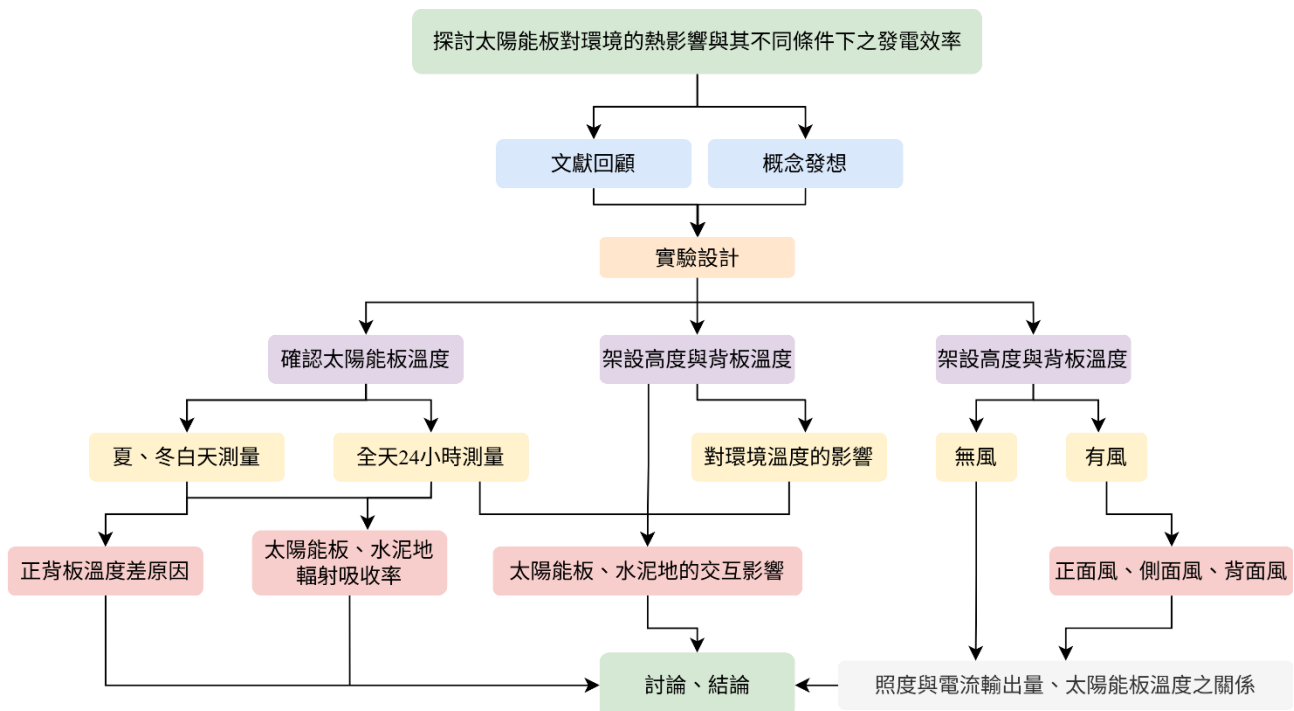 探討太陽能板對環境的熱影響與其不同條件下之發電效率
文獻回顧
概念發想
實驗設計
確認太陽能板溫度
架設高度與背板溫度
架設高度與背板溫度
夏、冬白天測量
全天24小時測量
對環境溫度的影響
無風
有風
正背板溫度差原因
太陽能板、水泥地
輻射吸收率
太陽能板、水泥地的交互影響
正面風、側面風、背面風
討論、結論
照度與電流輸出量、太陽能板溫度之關係